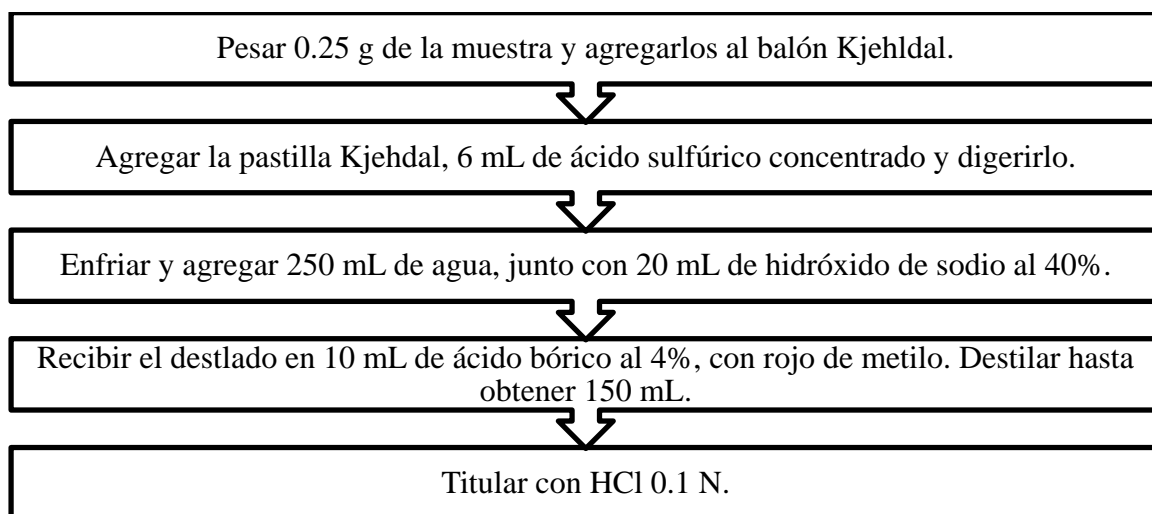 Pesar 0.25 g de la muestra y agregarlos al balón Kjehldal.
Agregar la pastilla Kjehdal, 6 mL de ácido sulfúrico concentrado y digerirlo.
Enfriar y agregar 250 mL de agua, junto con 20 mL de hidróxido de sodio al 40%.
Recibir el destlado en 10 mL de ácido bórico al 4%, con rojo de metilo. Destilar hasta
obtener 150 mL.
Titular con HCl 0.1 N.